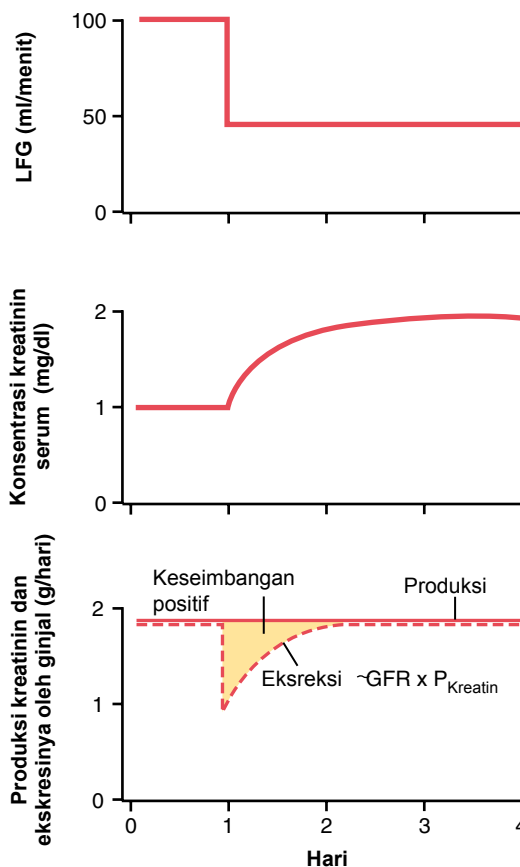 LFG (ml/menit)
100
50
0
Konsentrasi kreatinin
serum (mg/dl)
2
1
0
Produksi kreatinin dan
ekskresinya oleh ginjal (g/hari)
Keseimbangan
positif
Produksi
2
Eksreksi ~GFR x PKreatin
1
0
0 1 2 3 4
Hari